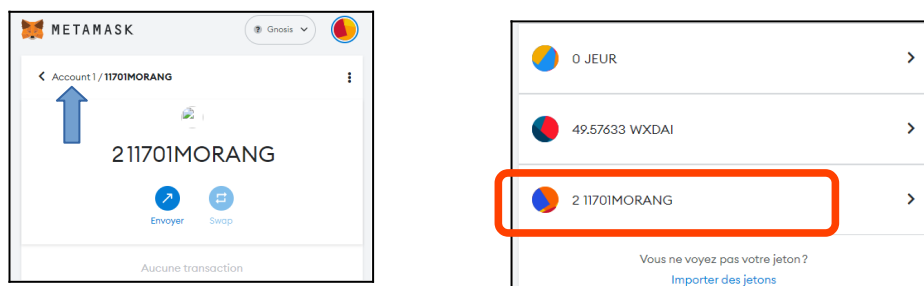 METAMASK
Gnosis
Account 1 / 11701MORANG
2 11701MORANG
Envoyer
Swap
Aucune transaction
0 JEUR
49.57633 WXDAI
2 11701MORANG
Vous ne voyez pas votre jeton ?
Importer des jetons